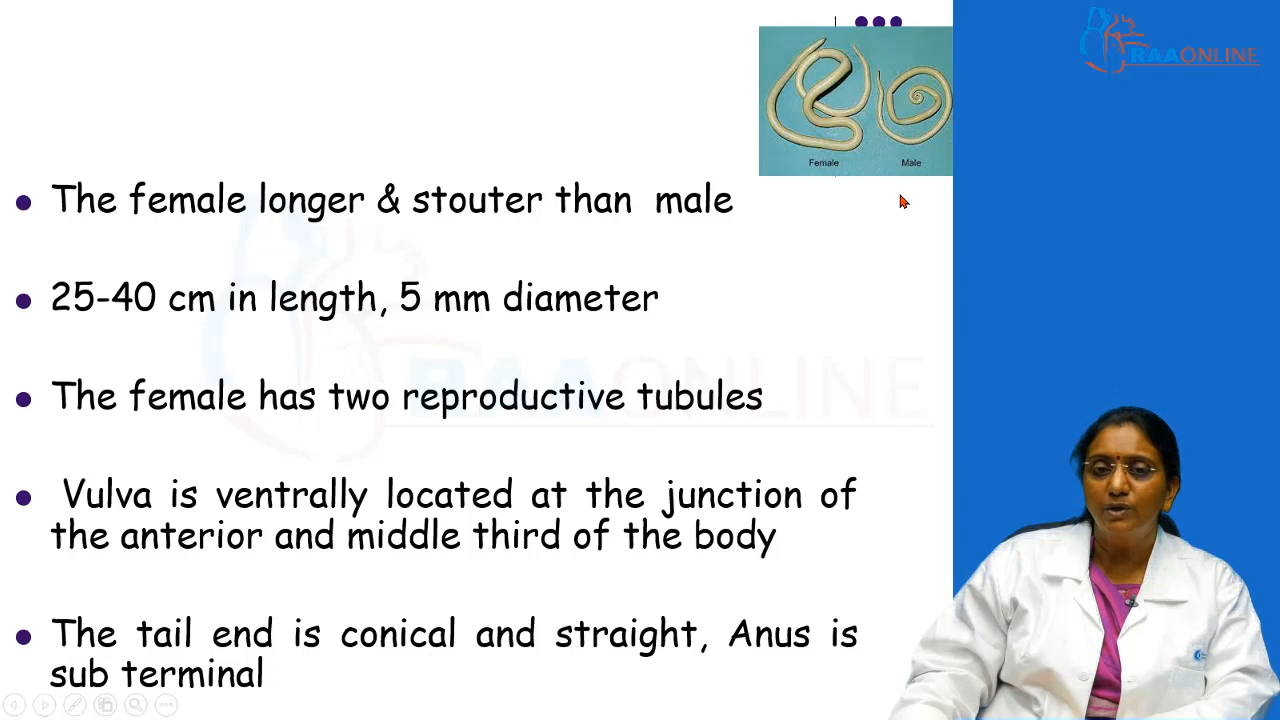 RAAONLINE
Female Male
The female longer & stouter than male
25-40 cm in length, 5 mm diameter
RAAONLINE
The female has two reproductive tubules
Vulva is ventrally located at the junction of
the anterior and middle third of the body
The tail end is conical and straight, Anus is
sub terminal